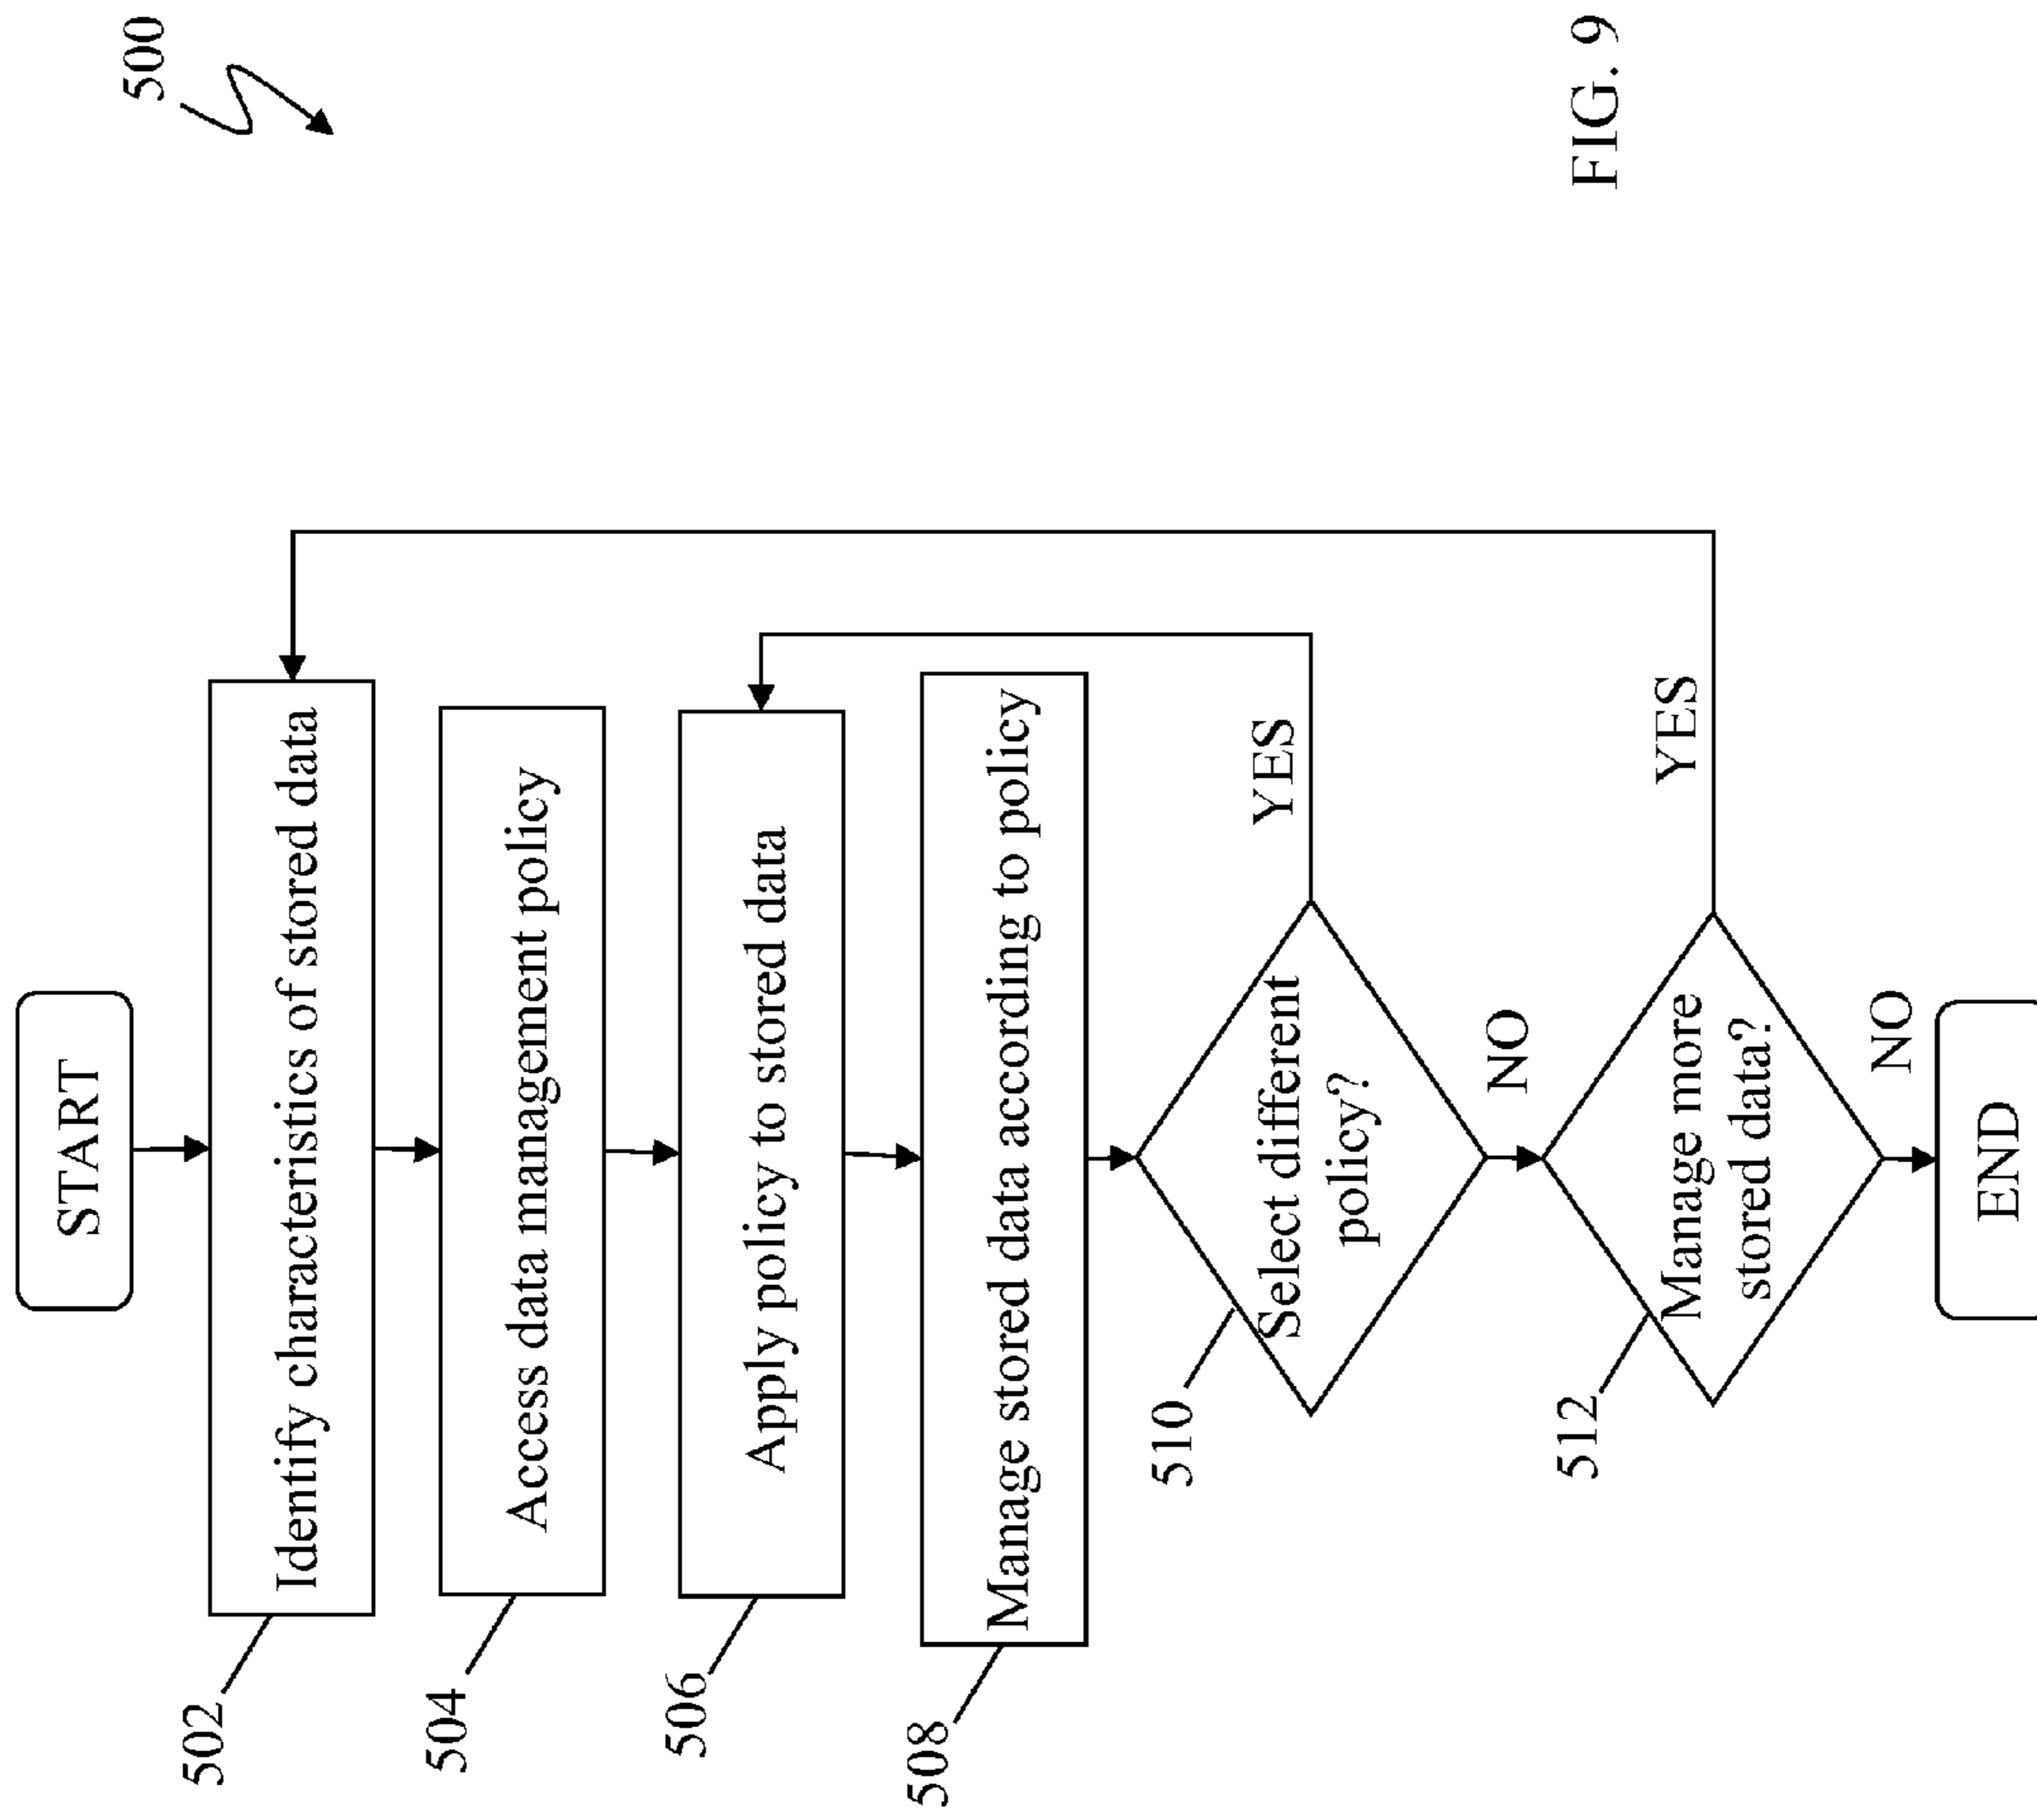 500
START
502
Identify characteristics of stored data
504
Access data management policy
506
Apply policy to stored data
508
Manage stored data according to policy
510
Select different
policy?
YES
NO
512
Manage more
stored data?
YES
NO
END
FIG. 9